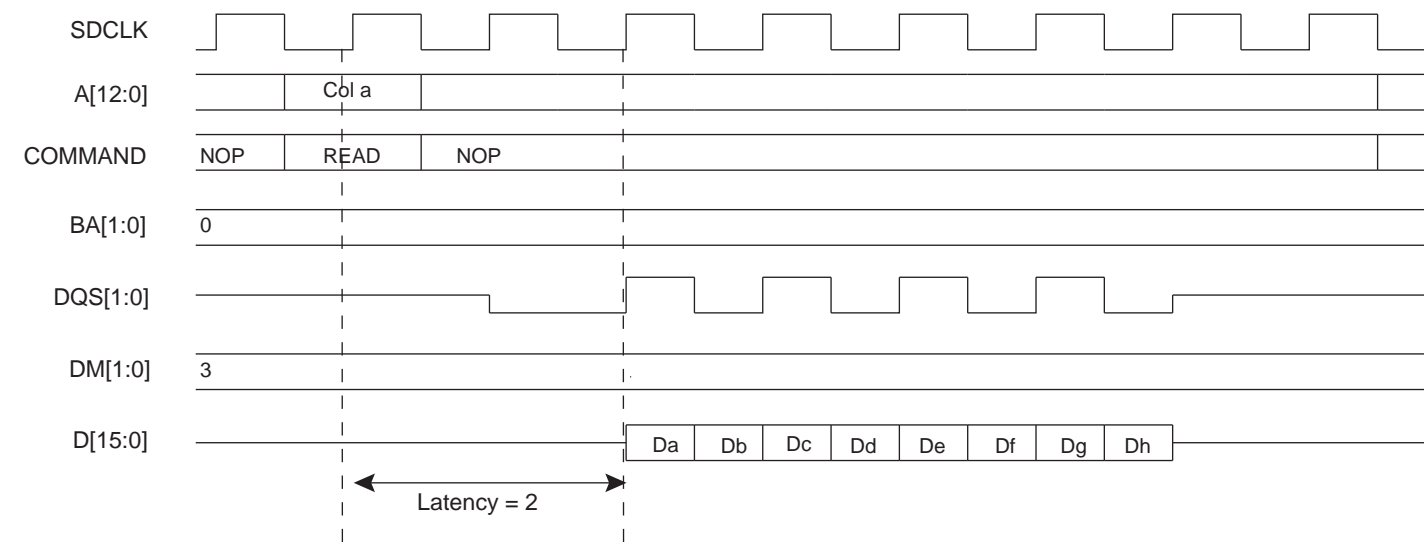 SDCLK
A[12:0] Col a
COMMAND NOP READ NOP
BA[1:0] 0
DQS[1:0]
DM[1:0] 3
D[15:0] Da Db Dc Dd De Df Dg Dh
Latency = 2